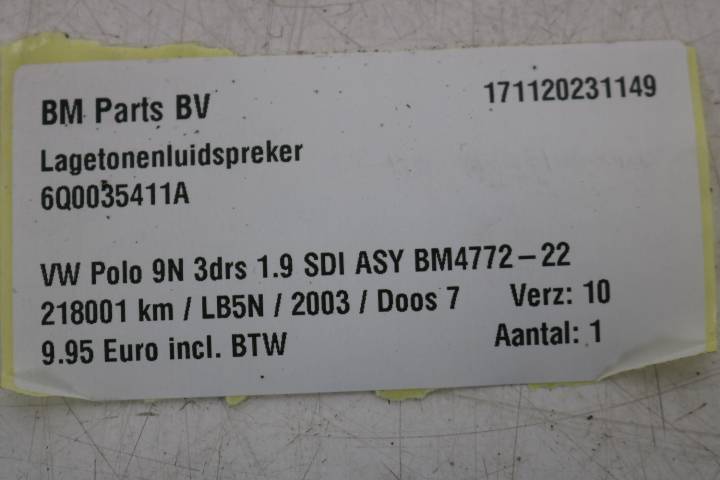 BM Parts BV 171120231149
Lagetonenluidspreker
6Q0035411A
VW Polo 9N 3drs 1.9 SDI ASY BM4772-22
218001 km / LB5N / 2003 / Doos 7 Verz: 10
9.95 Euro incl. BTW Aantal: 1